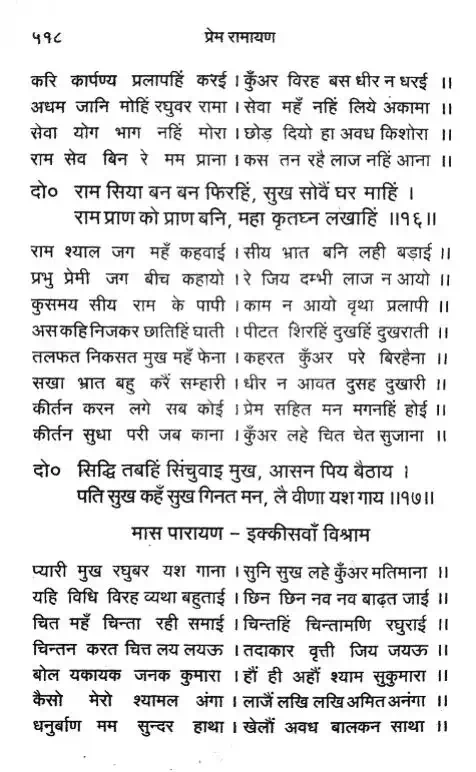 ५१८ प्रेम रामायण
करि कार्पण्य प्रलापहिं करई । कुँअर विरह बस धीर न धरई ॥
अधम जानि मोहिं रघुवर रामा । सेवा महँ नहिं लिये अकामा ॥
सेवा योग भाग नहिं मोरा । छोड़ दियो हा अवध किशोरा ॥
राम सेव बिन रे मम प्राना । कस तन रहै लाज नहिं आना ॥
दो० राम सिया बन बन फिरहिं, सुख सोवैं घर माहिं ।
राम प्राण को प्राण बनि, महा कृतघ्न लखाहिं ॥१६॥
राम श्याल जग महँ कहवाई । सीय भ्रात बनि लही बड़ाई ॥
प्रभु प्रेमी जग बीच कहायो । रे जिय दम्भी लाज न आयो ॥
कुसमय सीय राम के पापी । काम न आयो वृथा प्रलापी ॥
अस कहि निजकर छातिहिं घाती । पीटत शिरहिं दुखहिं दुखराती ॥
तलफत निकसत मुख महँ फेना । कहरत कुँअर परे बिरहैना ॥
सखा भ्रात बहु करैं सम्हारी । धीर न आवत दुसह दुखारी ॥
कीर्तन करन लगे सब कोई । प्रेम सहित मन मगनहिं होई ॥
कीर्तन सुधा परी जब काना । कुँअर लहे चित चेत सुजाना ॥
दो० सिद्धि तबहिं सिंचुवाइ मुख, आसन पिय बैठाय ।
पति सुख कहँ सुख गिनत मन, लै वीणा यश गाय ॥१७॥
मास पारायण – इक्कीसवाँ विश्राम
प्यारी मुख रघुबर यश गाना । सुनि सुख लहे कुँअर मतिमाना ॥
यहि विधि विरह व्यथा बहुताई । छिन छिन नव नव बाढ़त जाई ॥
चित महँ चिन्ता रही समाई । चिन्तहिं चिन्तामणि रघुराई ॥
चिन्तन करत चित्त लय लयऊ । तदाकार वृत्ती जिय जयऊ ॥
बोल यकायक जनक कुमारा । हौं ही अहौं श्याम सुकुमारा ॥
कैसो मेरो श्यामल अंगा । लाजैं लखि लखि अमित अनंगा ॥
धनुर्बाण मम सुन्दर हाथा । खेलौं अवध बालकन साथा ॥